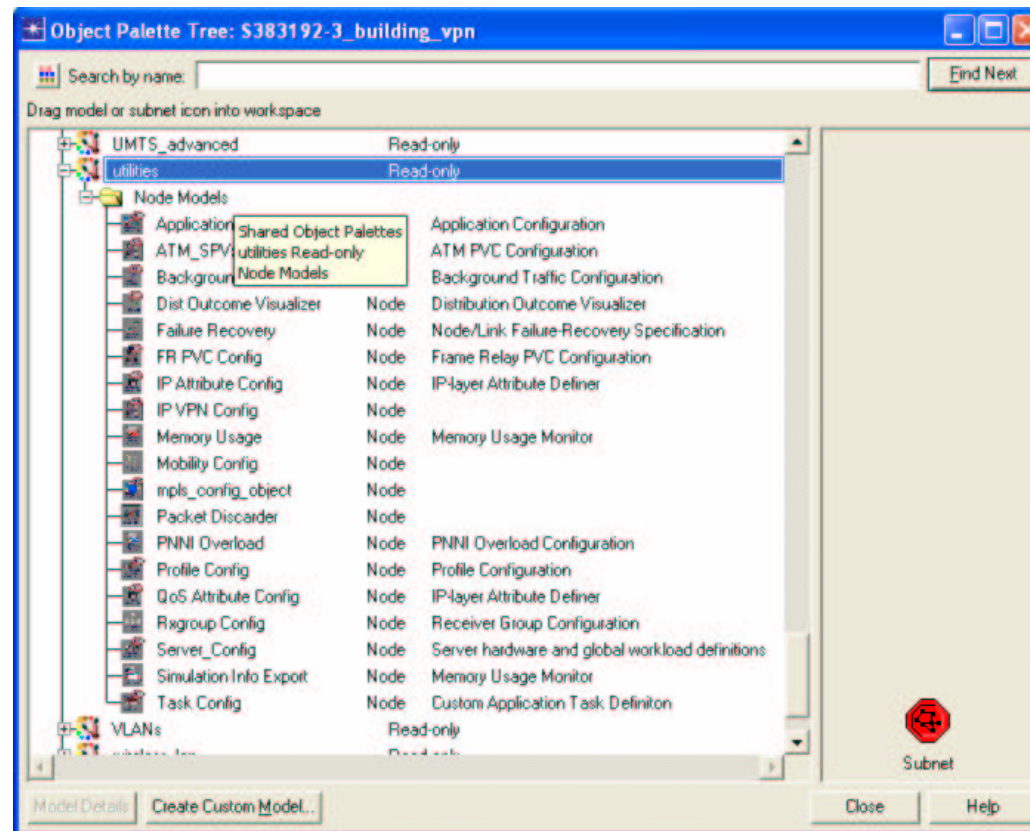 Object Palette Tree: S383192-3_building_vpn
Search by name:
Find Next
Drag model or subnet icon into workspace
UMTS_advanced Read-only
utilities Read-only
Node Models
Application Application Configuration
ATM_SPV ATM PVC Configuration
Backgroun Background Traffic Configuration
Shared Object Palettes
utilities Read-only
Node Models
Dist Outcome Visualizer Node Distribution Outcome Visualizer
Failure Recovery Node Node/Link Failure-Recovery Specification
FR PVC Config Node Frame Relay PVC Configuration
IP Attribute Config Node IP-layer Attribute Definer
IP VPN Config Node
Memory Usage Node Memory Usage Monitor
Mobility Config Node
mpls_config_object Node
Packet Discarder Node
PNNI Overload Node PNNI Overload Configuration
Profile Config Node Profile Configuration
QoS Attribute Config Node IP-layer Attribute Definer
Rxgroup Config Node Receiver Group Configuration
Server_Config Node Server hardware and global workload definitions
Simulation Info Export Node Memory Usage Monitor
Task Config Node Custom Application Task Definiton
VLANs Read-only
Subnet
Model Details
Create Custom Model...
Close
Help